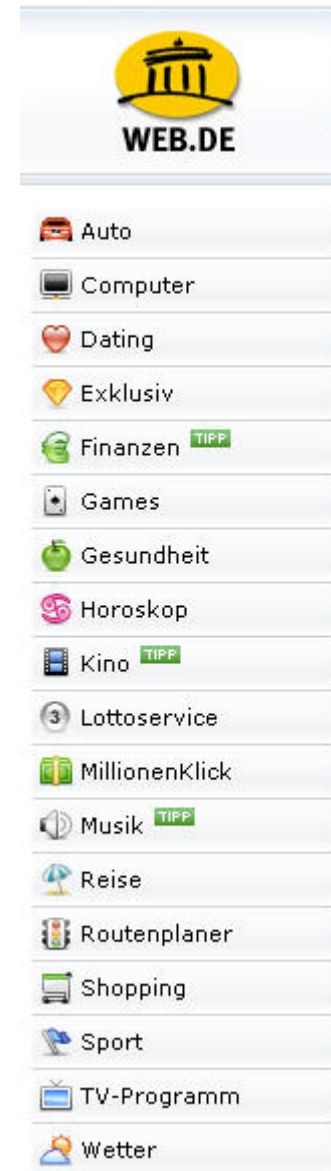 WEB.DE
Auto
Computer
Dating
Exklusiv
Finanzen TIPP
Games
Gesundheit
Horoskop
Kino TIPP
3 Lottoservice
MillionenKlick
Musik TIPP
Reise
Routenplaner
Shopping
Sport
TV-Programm
Wetter